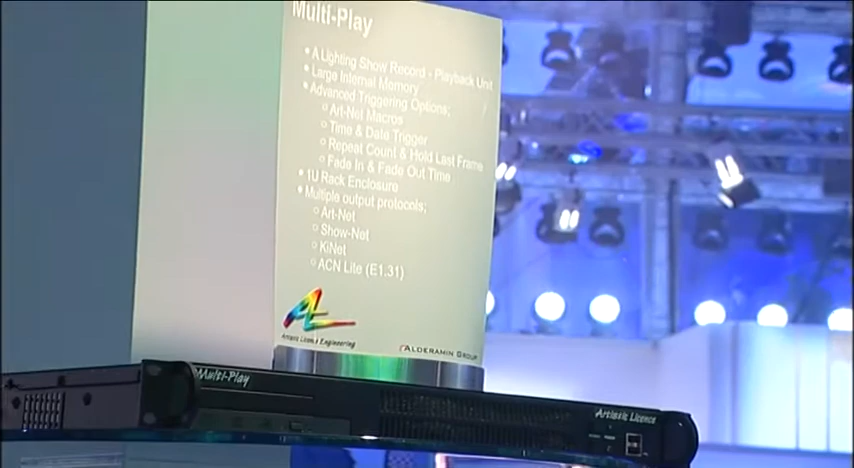 Multi-Play
• A Lighting Show Record - Playback Unit
• Large Internal Memory
• Advanced Triggering Options;
○ Art-Net Macros
○ Time & Date Trigger
○ Repeat Count & Hold Last Frame
○ Fade In & Fade Out Time
• 1U Rack Enclosure
• Multiple output protocols;
○ Art-Net
○ Show-Net
○ KiNet
○ ACN Lite (E1.31)
Artistic Licence Engineering
ALDERAMIN GROUP
Multi-Play
Artistic Licence